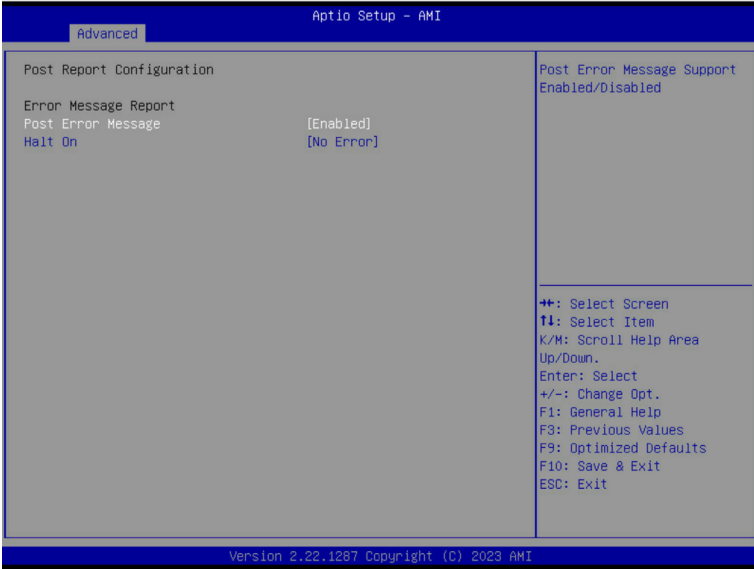 Aptio Setup – AMI
Advanced
Post Report Configuration
Error Message Report
Post Error Message [Enabled]
Halt On [No Error]
Post Error Message Support
Enabled/Disabled
→←: Select Screen
↑↓: Select Item
K/M: Scroll Help Area
Up/Down.
Enter: Select
+/-: Change Opt.
F1: General Help
F3: Previous Values
F9: Optimized Defaults
F10: Save & Exit
ESC: Exit
Version 2.22.1287 Copyright (C) 2023 AMI